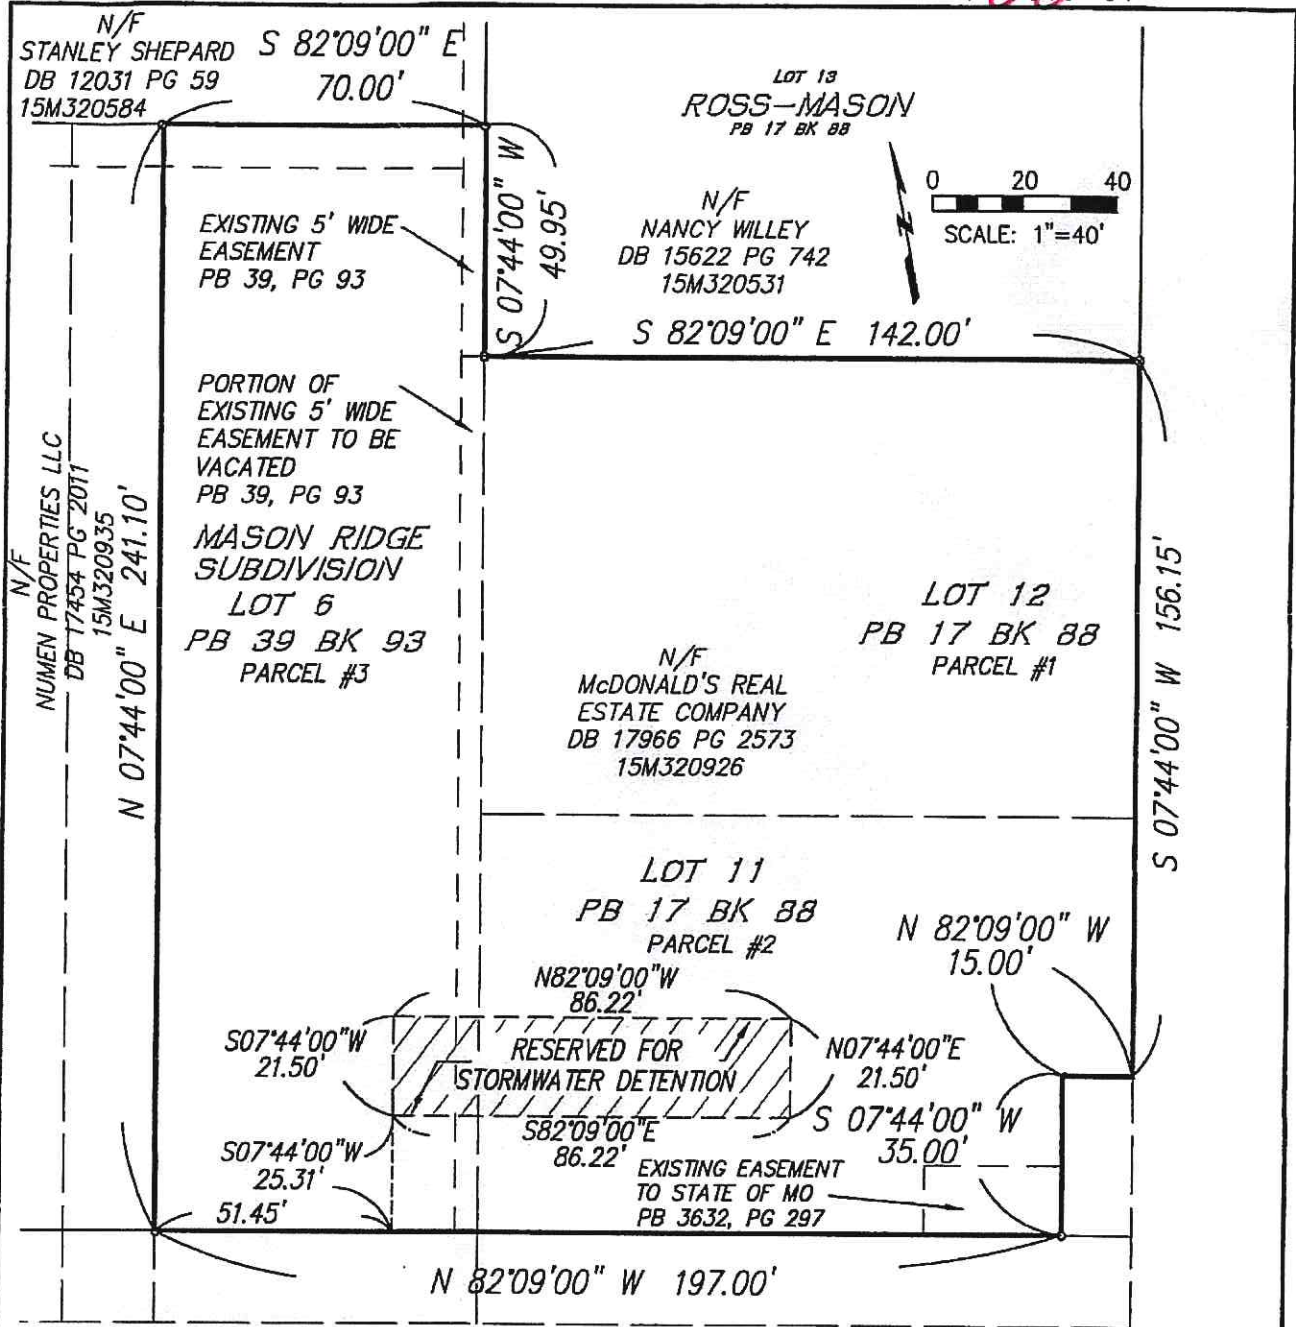 N/F
STANLEY SHEPARD
DB 12031 PG 59
15M320584
S 82°09'00" E
70.00'
LOT 13
ROSS-MASON
PB 17 BK 88
S 07°44'00" W
49.95'
N/F
NANCY WILLEY
DB 15622 PG 742
15M320531
0 20 40
SCALE: 1"=40'
EXISTING 5' WIDE
EASEMENT
PB 39, PG 93
S 82°09'00" E 142.00'
PORTION OF
EXISTING 5' WIDE
EASEMENT TO BE
VACATED
PB 39, PG 93
N/F
NUMEN PROPERTIES LLC
DB 17454 PG 2011
15M320935
N 07°44'00" E 241.10'
MASON RIDGE
SUBDIVISION
LOT 6
PB 39 BK 93
PARCEL #3
LOT 12
PB 17 BK 88
PARCEL #1
N/F
McDONALD'S REAL
ESTATE COMPANY
DB 17966 PG 2573
15M320926
S 07°44'00" W 156.15'
LOT 11
PB 17 BK 88
PARCEL #2
N 82°09'00" W
15.00'
N82°09'00"W
86.22'
S07°44'00"W
21.50'
RESERVED FOR
STORMWATER DETENTION
N07°44'00"E
21.50'
S82°09'00"E
86.22'
S 07°44'00" W
35.00'
S07°44'00"W
25.31'
51.45'
EXISTING EASEMENT
TO STATE OF MO
PB 3632, PG 297
N 82°09'00" W 197.00'